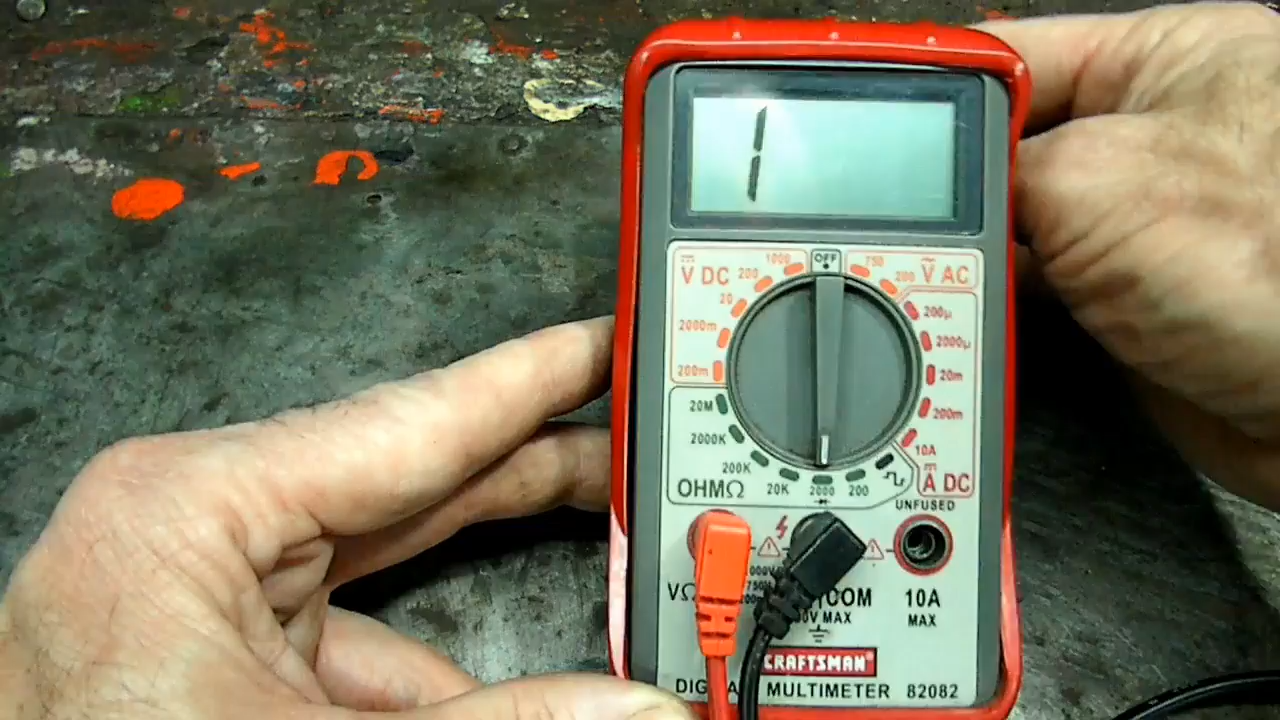 1
OFF
V DC
1000
200
20
2000m
200m
750
200
V AC
200µ
2000µ
20m
200m
10A
A DC
20M
2000K
200K
20K
2000
200
OHMΩ
UNFUSED
VΩ
COM
MAX
10A
MAX
CRAFTSMAN
MULTIMETER 82082